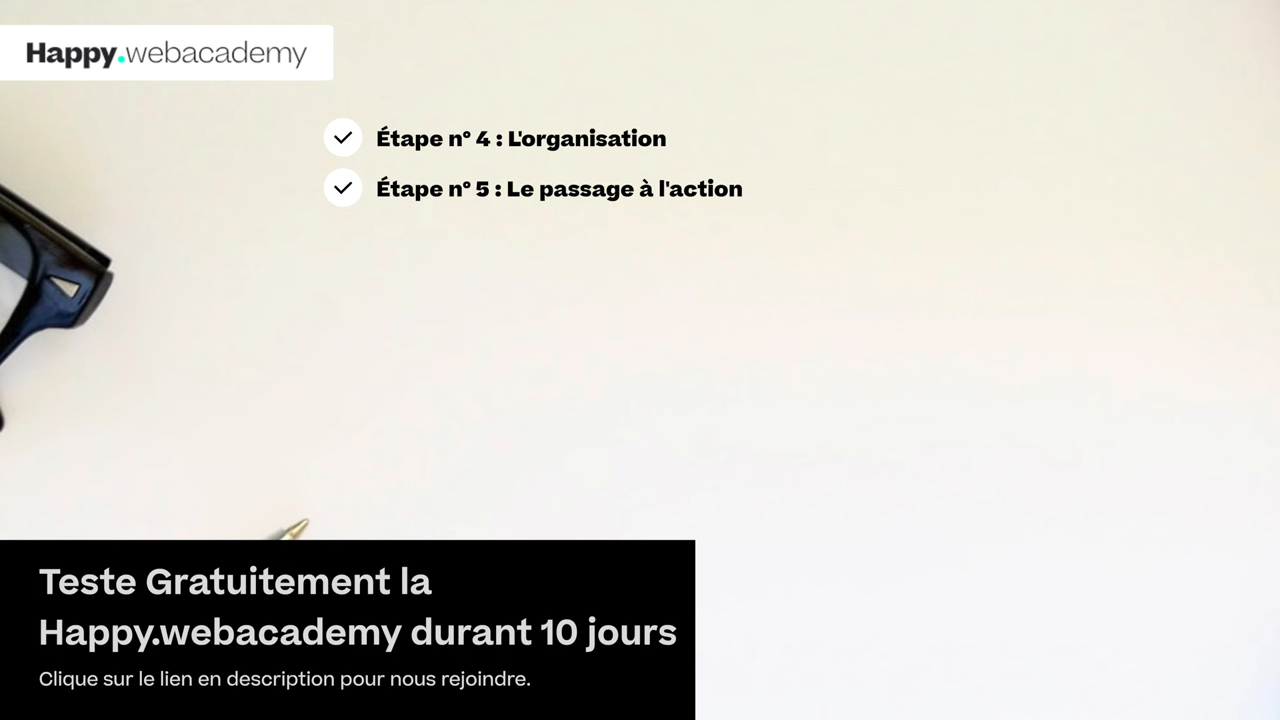 Happy.webacademy
Étape n° 4 : L'organisation
Étape n° 5 : Le passage à l'action
Teste Gratuitement la
Happy.webacademy durant 10 jours
Clique sur le lien en description pour nous rejoindre.